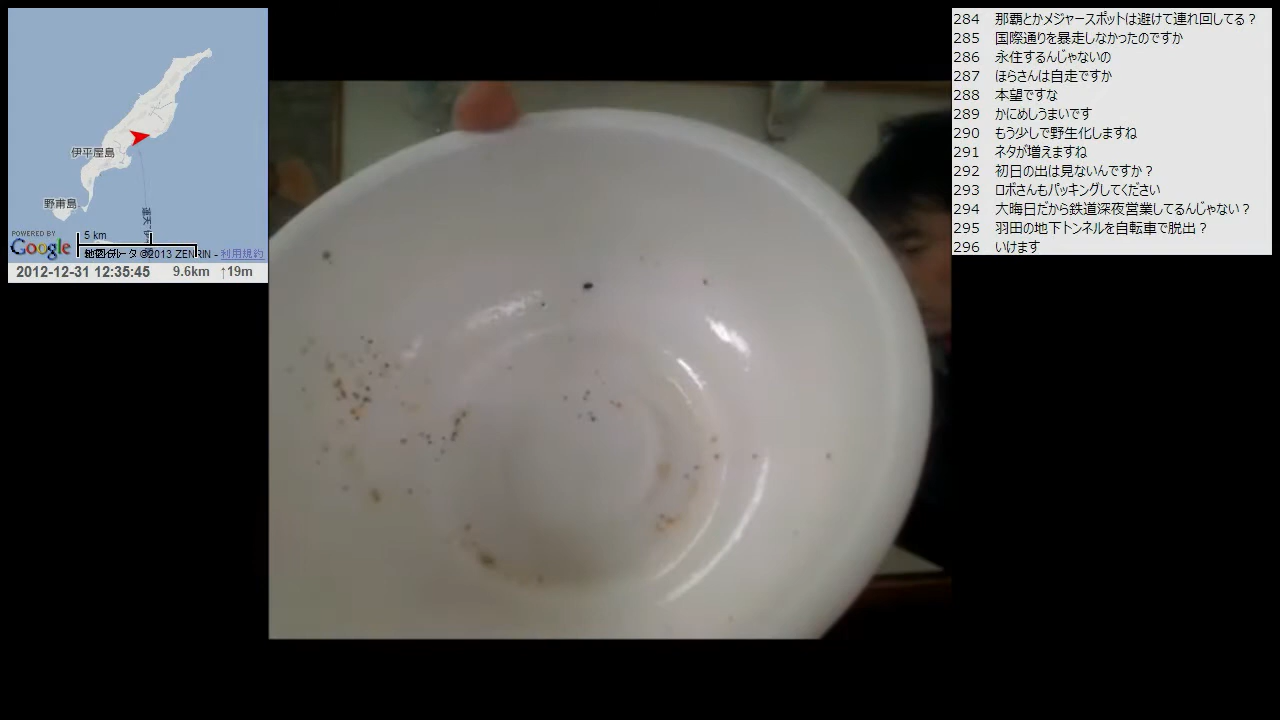 伊平屋島
野甫島
POWERED BY
Google
5 km
©2013 ZENRIN - 利用規約
2012-12-31 12:35:45 9.6km ↑19m
284 那覇とかメジャースポットは避けて連れ回してる？
285 国際通りを暴走しなかったのですか
286 永住するんじゃないの
287 ほらさんは自走ですか
288 本望ですな
289 かにめしうまいです
290 もう少しで野生化しますね
291 ネタが増えますね
292 初日の出は見ないんですか？
293 ロボさんもパッキングしてください
294 大晦日だから鉄道深夜営業してるんじゃない？
295 羽田の地下トンネルを自転車で脱出？
296 いけます